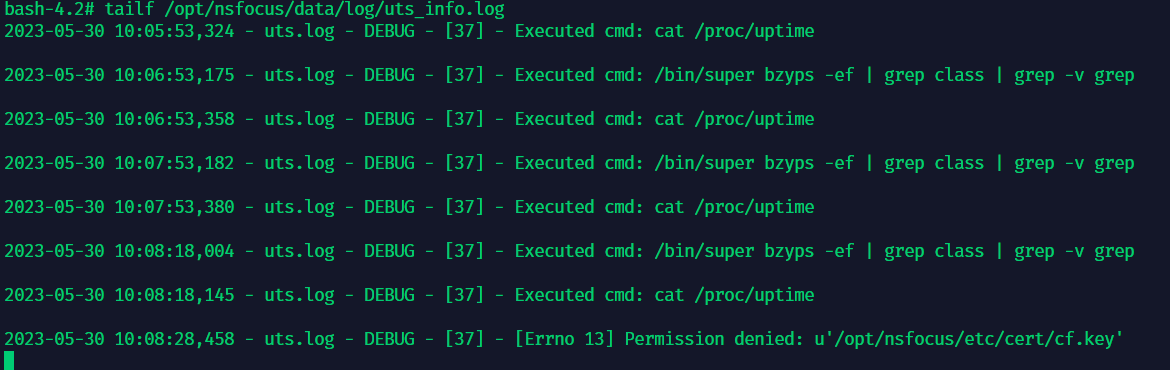 bash-4.2# tailf /opt/nsfocus/data/log/uts_info.log
2023-05-30 10:05:53,324 - uts.log - DEBUG - [37] - Executed cmd: cat /proc/uptime
2023-05-30 10:06:53,175 - uts.log - DEBUG - [37] - Executed cmd: /bin/super bzyps -ef | grep class | grep -v grep
2023-05-30 10:06:53,358 - uts.log - DEBUG - [37] - Executed cmd: cat /proc/uptime
2023-05-30 10:07:53,182 - uts.log - DEBUG - [37] - Executed cmd: /bin/super bzyps -ef | grep class | grep -v grep
2023-05-30 10:07:53,380 - uts.log - DEBUG - [37] - Executed cmd: cat /proc/uptime
2023-05-30 10:08:18,004 - uts.log - DEBUG - [37] - Executed cmd: /bin/super bzyps -ef | grep class | grep -v grep
2023-05-30 10:08:18,145 - uts.log - DEBUG - [37] - Executed cmd: cat /proc/uptime
2023-05-30 10:08:28,458 - uts.log - DEBUG - [37] - [Errno 13] Permission denied: u'/opt/nsfocus/etc/cert/cf.key'